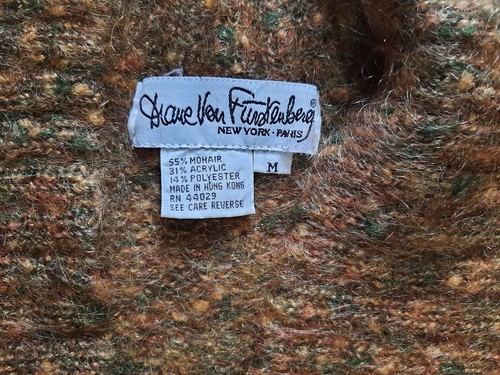 Diane Von Furstenberg®
NEW YORK - PARIS
55% MOHAIR
31% ACRYLIC
14% POLYESTER
MADE IN HONG KONG
RN 44029
SEE CARE REVERSE
M